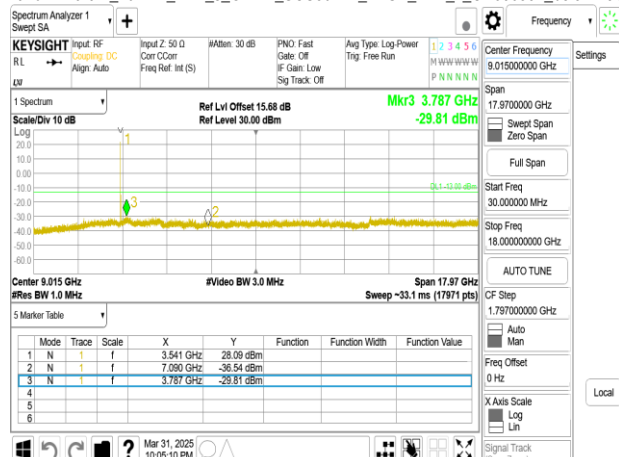 Spectrum Analyzer 1
Swept SA
Frequency
KEYSIGHT
RL
Input: RF
Coupling: DC
Align: Auto
Input Z: 50 Ω
Corr CCorr
Freq Ref: Int (S)
#Atten: 30 dB
PNO: Fast
Gate: Off
IF Gain: Low
Sig Track: Off
Avg Type: Log-Power
Trig: Free Run
1 2 3 4 5 6
M W W W W W
P N N N N N
1 Spectrum
Scale/Div 10 dB
Ref Lvl Offset 15.68 dB
Ref Level 30.00 dBm
Mkr3 3.787 GHz
-29.81 dBm
Log
20.0
10.0
0.00
-10.0
-20.0
-30.0
-40.0
-50.0
-60.0
1
2
3
DL1 -13.00 dBm
Center 9.015 GHz
#Res BW 1.0 MHz
#Video BW 3.0 MHz
Span 17.97 GHz
Sweep ~33.1 ms (17971 pts)
5 Marker Table
Mode Trace Scale X Y Function Function Width Function Value
1 N 1 f 3.541 GHz 28.09 dBm
2 N 1 f 7.090 GHz -36.54 dBm
3 N 1 f 3.787 GHz -29.81 dBm
4
5
6
Mar 31, 2025
10:05:10 PM
Center Frequency
9.015000000 GHz
Span
17.9700000 GHz
Swept Span
Zero Span
Full Span
Start Freq
30.000000 MHz
Stop Freq
18.000000000 GHz
AUTO TUNE
CF Step
1.797000000 GHz
Auto
Man
Freq Offset
0 Hz
X Axis Scale
Log
Lin
Signal Track
Settings
Local